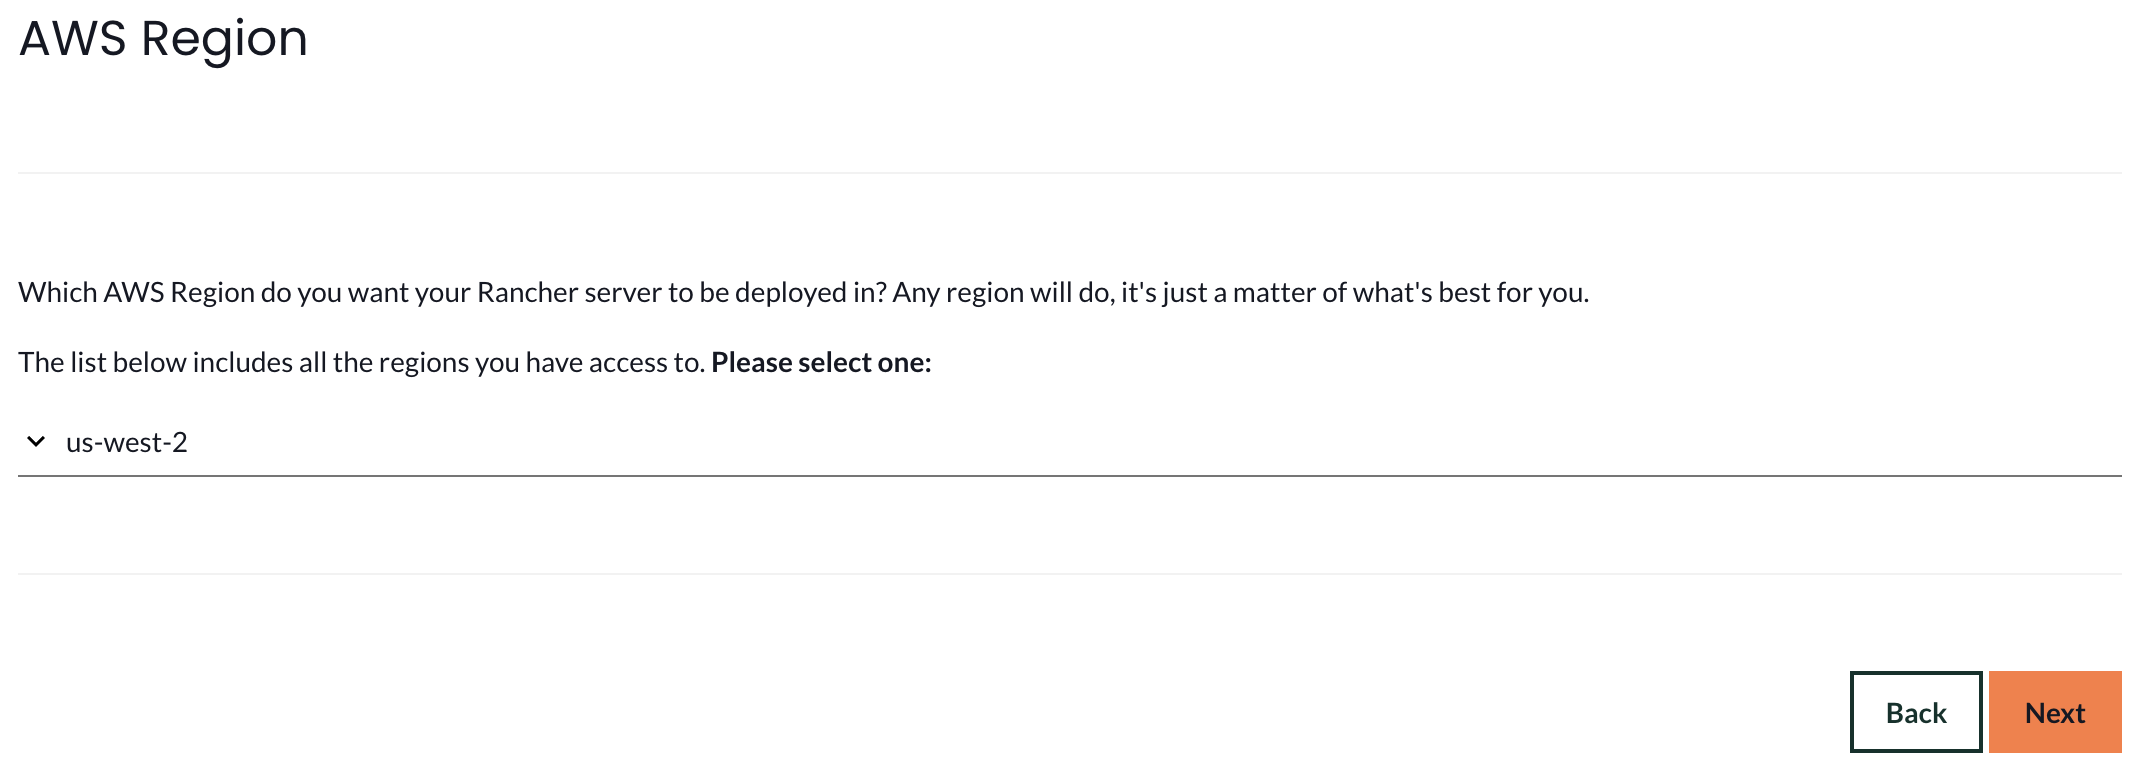 AWS Region
Which AWS Region do you want your Rancher server to be deployed in? Any region will do, it's just a matter of what's best for you.
The list below includes all the regions you have access to. Please select one:
us-west-2
Back
Next